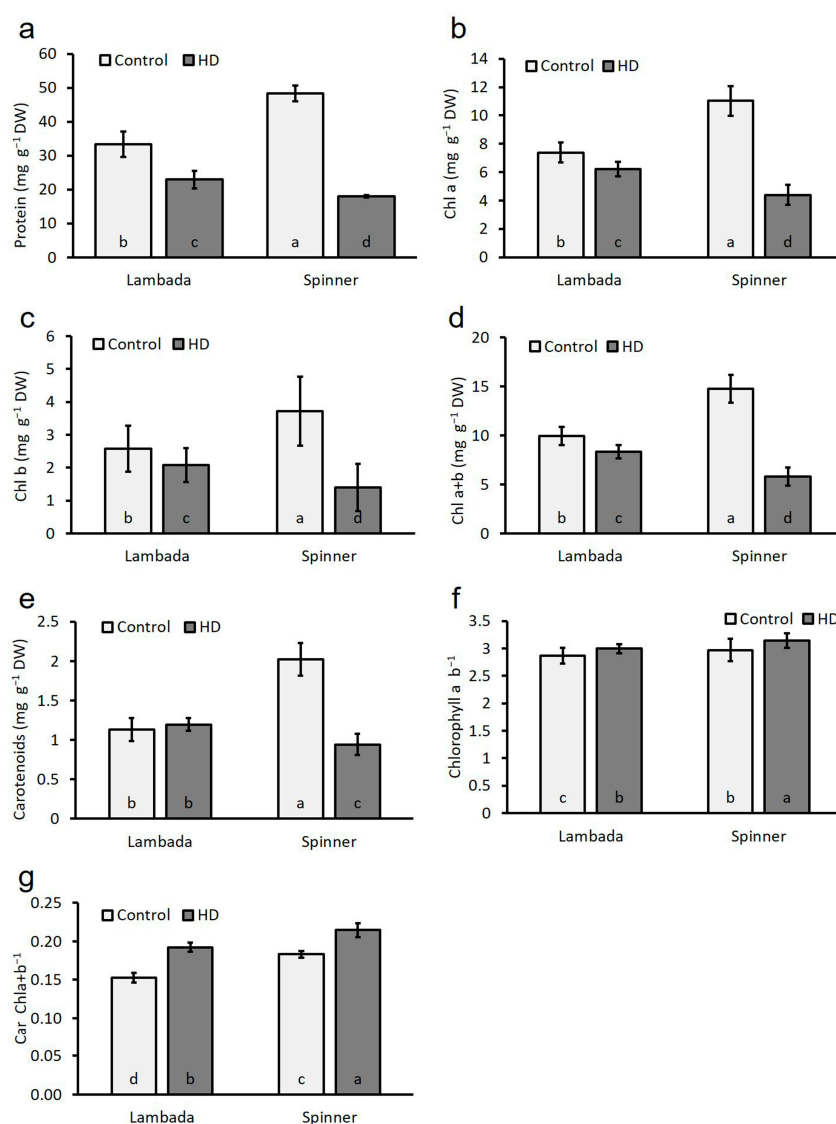 a
Control HD
Protein (mg g⁻¹ DW)
60
50
40
30
20
10
0
b c a d
Lambada Spinner
b
Control HD
Chl a (mg g⁻¹ DW)
14
12
10
8
6
4
2
0
b c a d
Lambada Spinner
c
Control HD
Chl b (mg g⁻¹ DW)
6
5
4
3
2
1
0
b c a d
Lambada Spinner
d
Control HD
Chl a+b (mg g⁻¹ DW)
20
15
10
5
0
b c a d
Lambada Spinner
e
Control HD
Carotenoids (mg g⁻¹ DW)
2.5
2
1.5
1
0.5
0
b b a c
Lambada Spinner
f
Control HD
Chlorophyll a b⁻¹
3.5
3
2.5
2
1.5
1
0.5
0
c b b a
Lambada Spinner
g
Control HD
Car Chla+b⁻¹
0.25
0.20
0.15
0.10
0.05
0.00
d b c a
Lambada Spinner